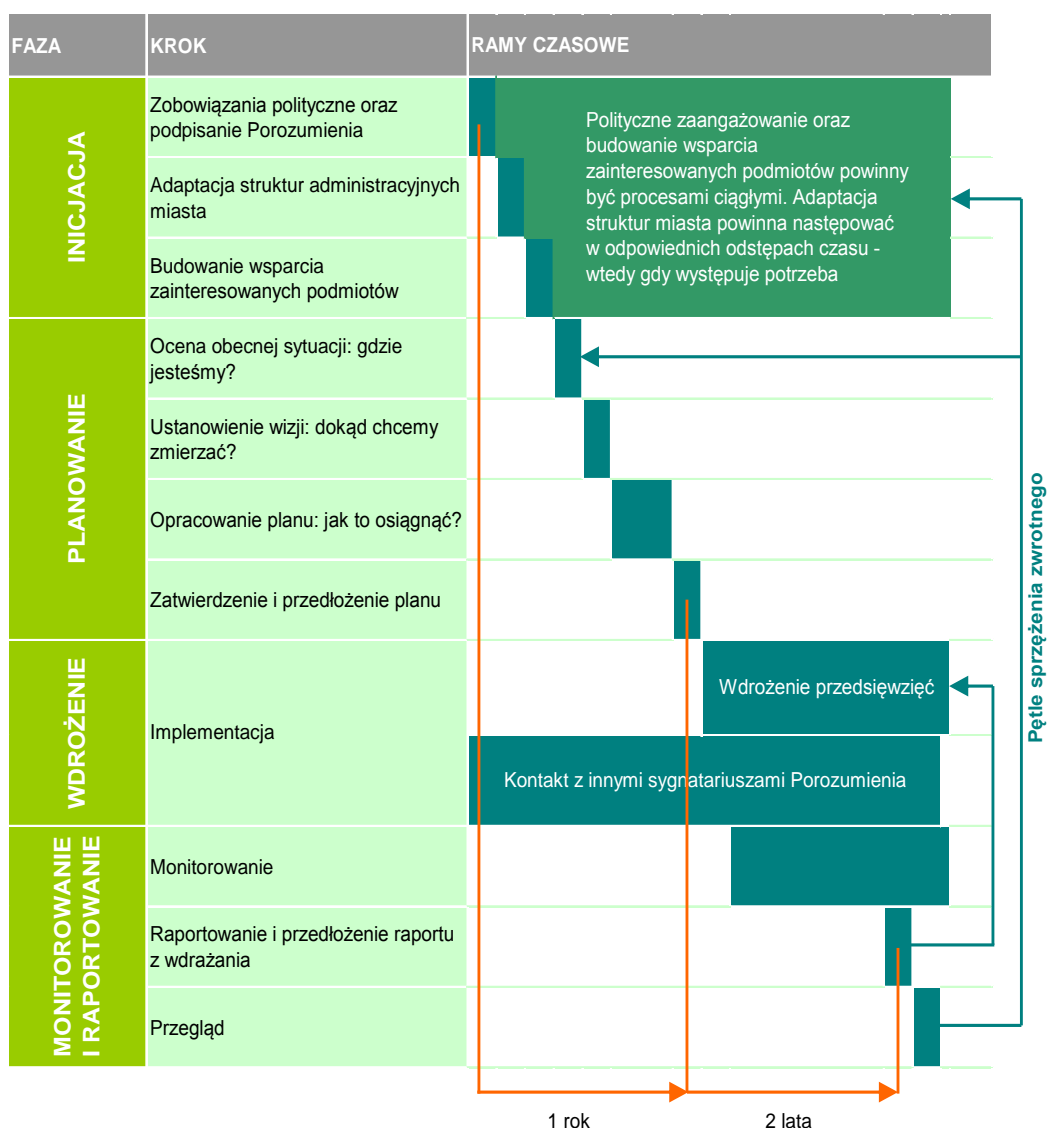 FAZA
KROK
RAMY CZASOWE
INICJACJA
Zobowiązania polityczne oraz
podpisanie Porozumienia
Adaptacja struktur administracyjnych
miasta
Budowanie wsparcia
zainteresowanych podmiotów
Polityczne zaangażowanie oraz
budowanie wsparcia
zainteresowanych podmiotów powinny
być procesami ciągłymi. Adaptacja
struktur miasta powinna następować
w odpowiednich odstępach czasu -
wtedy gdy występuje potrzeba
PLANOWANIE
Ocena obecnej sytuacji: gdzie
jesteśmy?
Ustanowienie wizji: dokąd chcemy
zmierzać?
Opracowanie planu: jak to osiągnąć?
Zatwierdzenie i przedłożenie planu
WDROŻENIE
Implementacja
Wdrożenie przedsięwzięć
Kontakt z innymi sygnatariuszami Porozumienia
MONITOROWANIE
I RAPORTOWANIE
Monitorowanie
Raportowanie i przedłożenie raportu
z wdrażania
Przegląd
Pętle sprzężenia zwrotnego
1 rok
2 lata